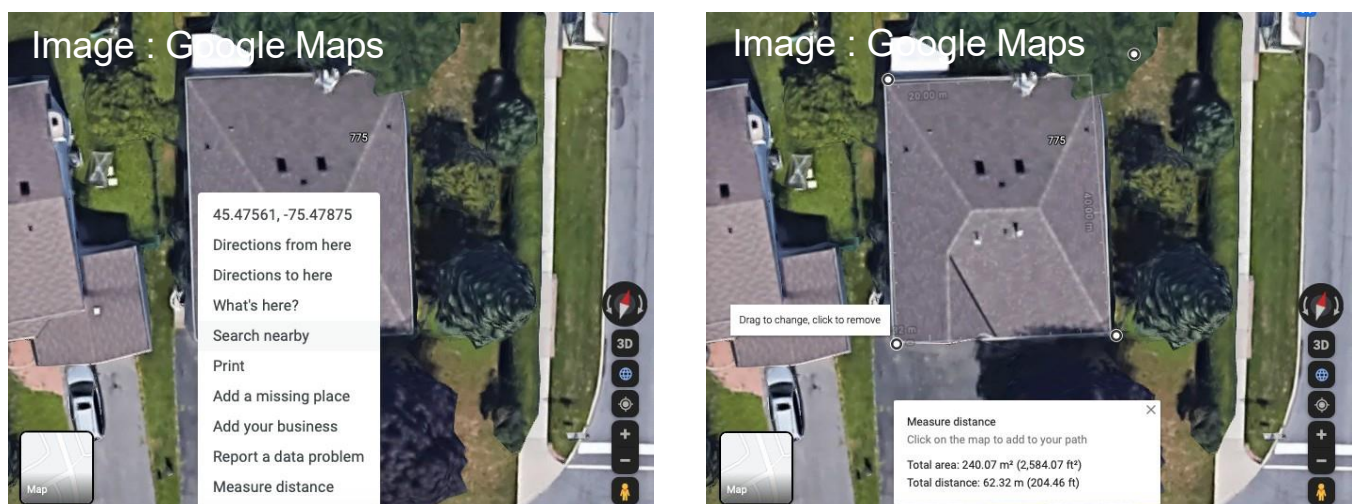 Image : Google Maps
775
45.47561, -75.47875
Directions from here
Directions to here
What's here?
Search nearby
Print
Add a missing place
Add your business
Report a data problem
Measure distance
3D
Map
Image : Google Maps
20.00 m
775
40.00 m
Drag to change, click to remove
3D
Measure distance
Click on the map to add to your path
Total area: 240.07 m² (2,584.07 ft²)
Total distance: 62.32 m (204.46 ft)
Map